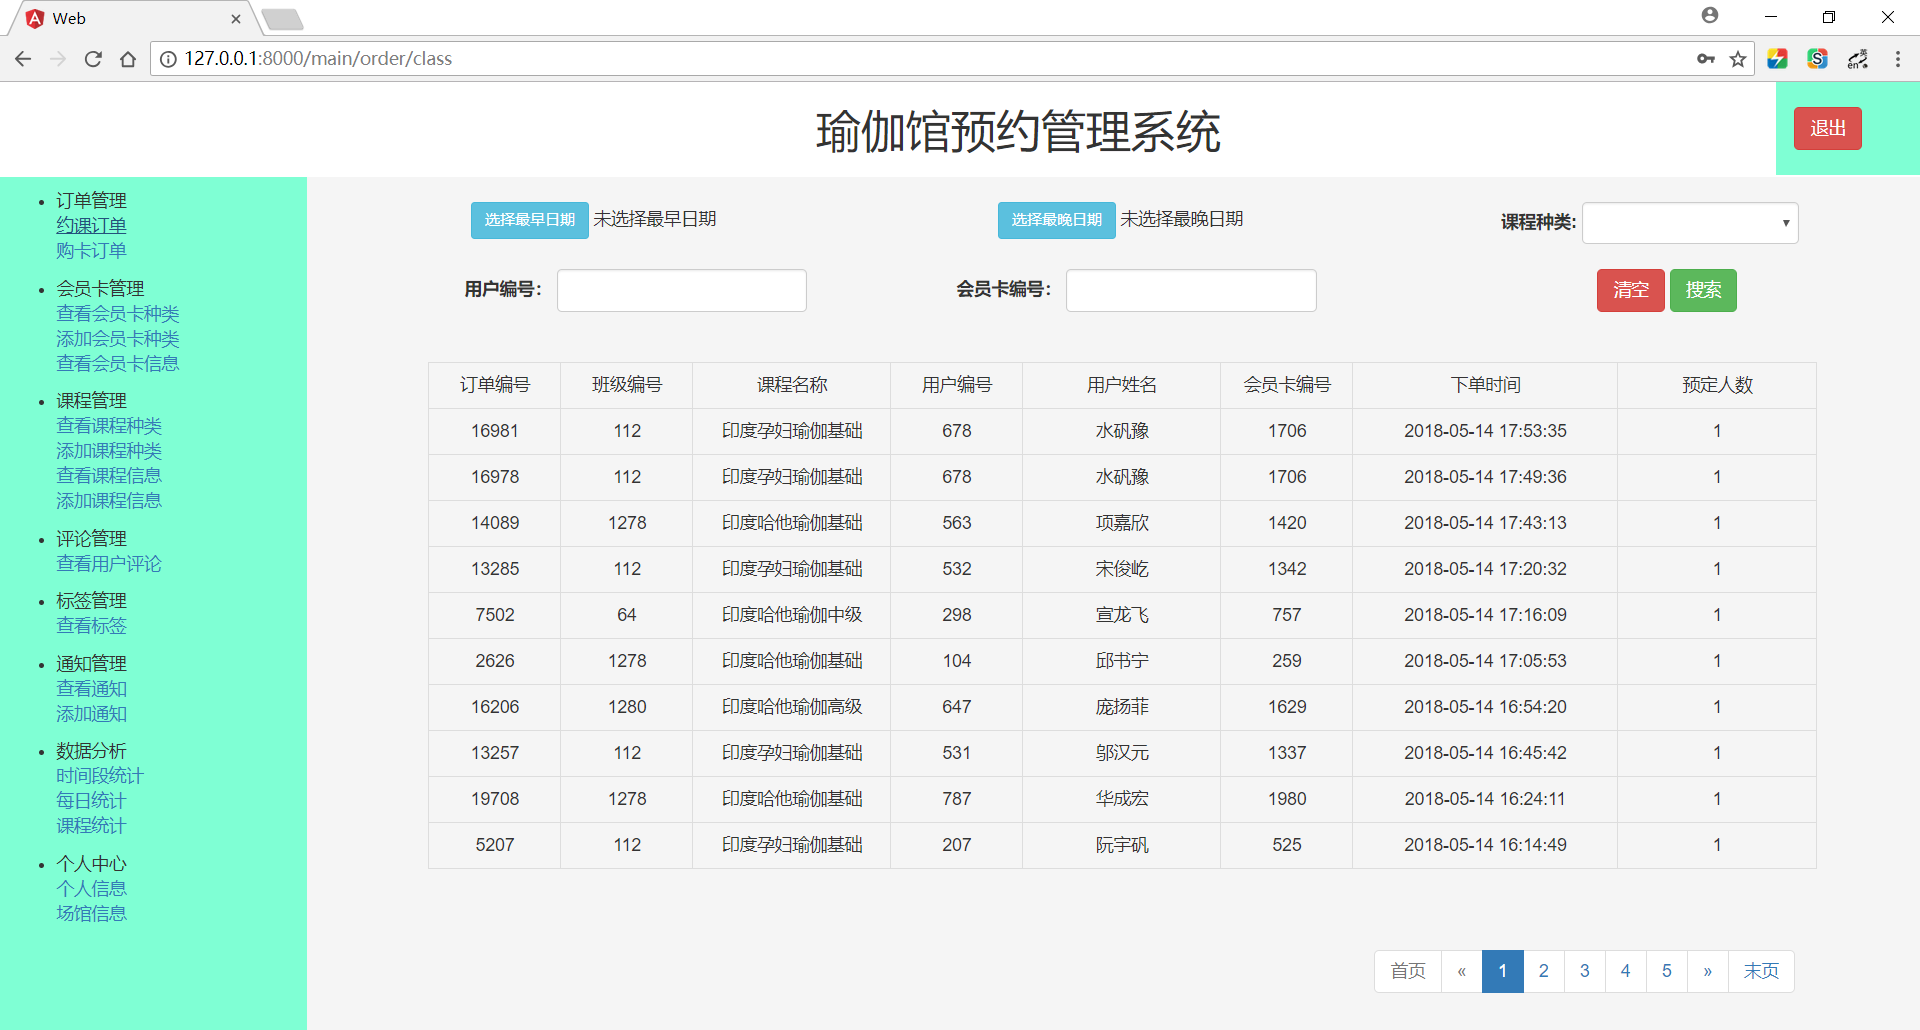 Web
127.0.0.1:8000/main/order/class
瑜伽馆预约管理系统
退出
订单管理
约课订单
购卡订单
会员卡管理
查看会员卡种类
添加会员卡种类
查看会员卡信息
课程管理
查看课程种类
添加课程种类
查看课程信息
添加课程信息
评论管理
查看用户评论
标签管理
查看标签
通知管理
查看通知
添加通知
数据分析
时间段统计
每日统计
课程统计
个人中心
个人信息
场馆信息
选择最早日期 未选择最早日期 选择最晚日期 未选择最晚日期 课程种类:
用户编号: 会员卡编号: 清空 搜索
订单编号 班级编号 课程名称 用户编号 用户姓名 会员卡编号 下单时间 预定人数
16981 112 印度孕妇瑜伽基础 678 水矾豫 1706 2018-05-14 17:53:35 1
16978 112 印度孕妇瑜伽基础 678 水矾豫 1706 2018-05-14 17:49:36 1
14089 1278 印度哈他瑜伽基础 563 项嘉欣 1420 2018-05-14 17:43:13 1
13285 112 印度孕妇瑜伽基础 532 宋俊屹 1342 2018-05-14 17:20:32 1
7502 64 印度哈他瑜伽中级 298 宣龙飞 757 2018-05-14 17:16:09 1
2626 1278 印度哈他瑜伽基础 104 邱书宁 259 2018-05-14 17:05:53 1
16206 1280 印度哈他瑜伽高级 647 庞扬菲 1629 2018-05-14 16:54:20 1
13257 112 印度孕妇瑜伽基础 531 邬汉元 1337 2018-05-14 16:45:42 1
19708 1278 印度哈他瑜伽基础 787 华成宏 1980 2018-05-14 16:24:11 1
5207 112 印度孕妇瑜伽基础 207 阮宇矾 525 2018-05-14 16:14:49 1
首页 « 1 2 3 4 5 » 末页